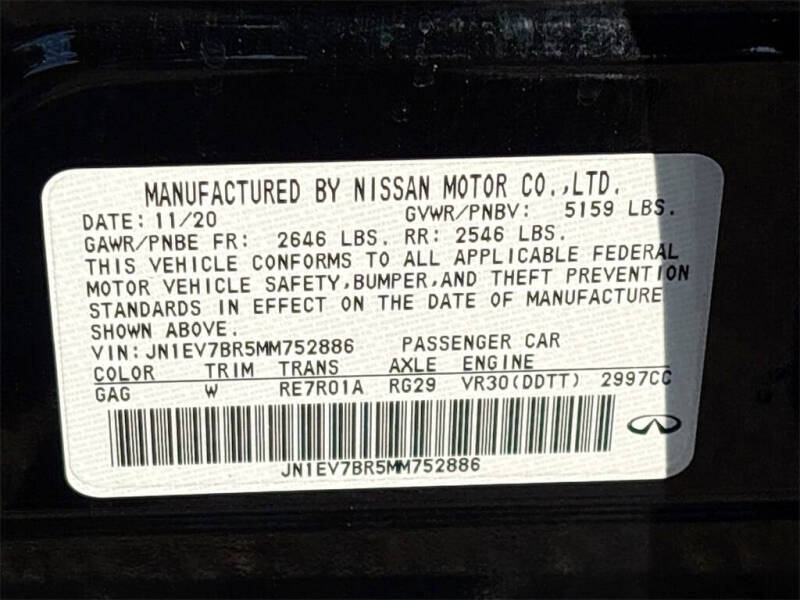 MANUFACTURED BY NISSAN MOTOR CO.,LTD.
DATE: 11/20 GVWR/PNBV: 5159 LBS.
GAWR/PNBE FR: 2646 LBS. RR: 2546 LBS.
THIS VEHICLE CONFORMS TO ALL APPLICABLE FEDERAL
MOTOR VEHICLE SAFETY,BUMPER,AND THEFT PREVENTION
STANDARDS IN EFFECT ON THE DATE OF MANUFACTURE
SHOWN ABOVE.
VIN:JN1EV7BR5MM752886 PASSENGER CAR
COLOR TRIM TRANS AXLE ENGINE
GAG W RE7R01A RG29 VR30(DDTT) 2997CC
JN1EV7BR5MM752886